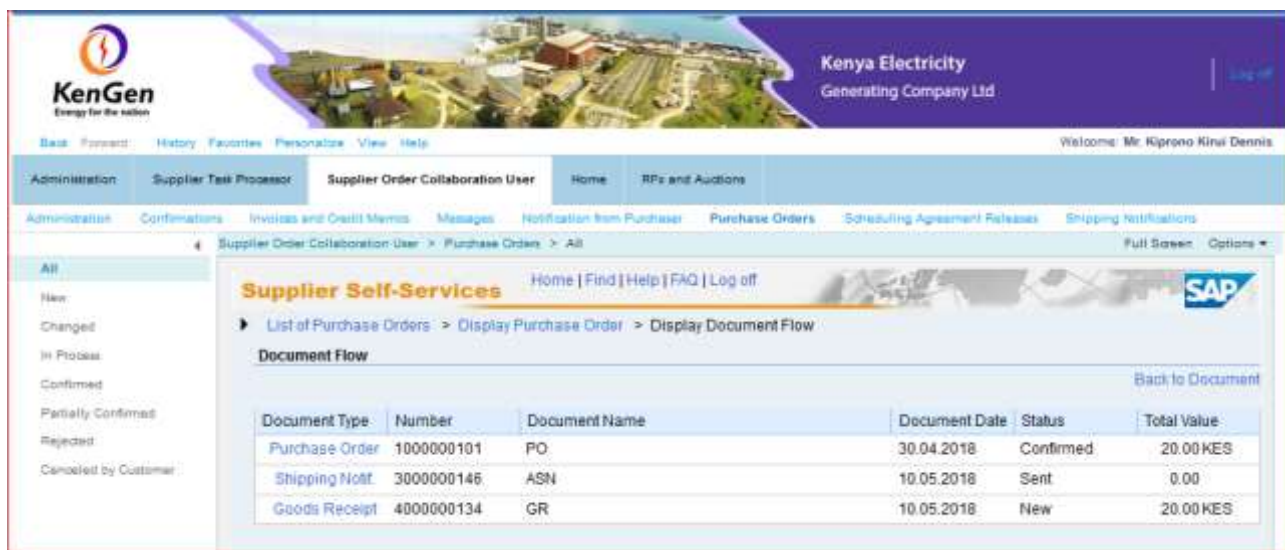 KenGen
Energy for the nation
Kenya Electricity
Generating Company Ltd
Log off
Back Forward History Favorites Personalize View Help
Welcome: Mr. Kiprono Kirui Dennis
Administration Supplier Task Processor Supplier Order Collaboration User Home RFx and Auctions
Administration Confirmations Invoices and Credit Memos Messages Notification from Purchaser Purchase Orders Scheduling Agreement Releases Shipping Notifications
Supplier Order Collaboration User > Purchase Orders > All
Full Screen Options
All
New
Changed
In Process
Confirmed
Partially Confirmed
Rejected
Canceled by Customer
Supplier Self-Services
Home | Find | Help | FAQ | Log off
SAP
List of Purchase Orders > Display Purchase Order > Display Document Flow
Document Flow
Back to Document
Document Type Number Document Name Document Date Status Total Value
Purchase Order 1000000101 PO 30.04.2018 Confirmed 20.00 KES
Shipping Notif. 3000000146 ASN 10.05.2018 Sent 0.00
Goods Receipt 4000000134 GR 10.05.2018 New 20.00 KES